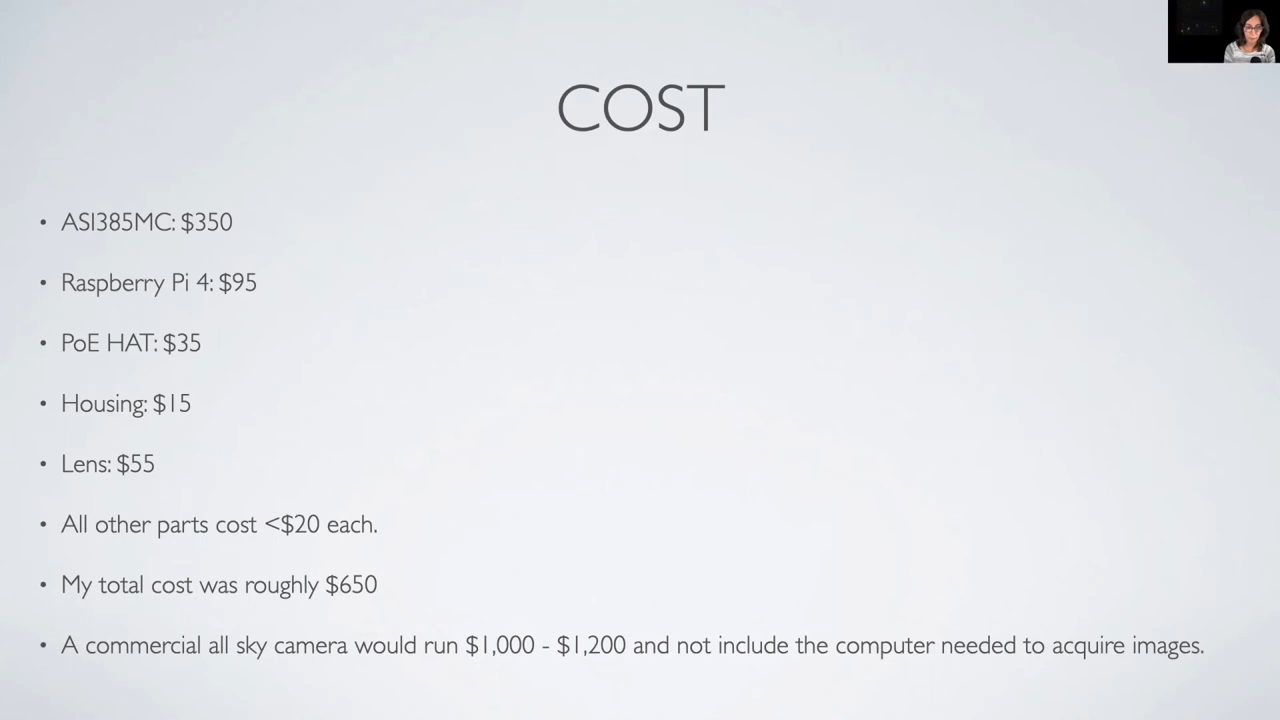 COST
• ASI385MC: $350
• Raspberry Pi 4: $95
• PoE HAT: $35
• Housing: $15
• Lens: $55
• All other parts cost <$20 each.
• My total cost was roughly $650
• A commercial all sky camera would run $1,000 - $1,200 and not include the computer needed to acquire images.